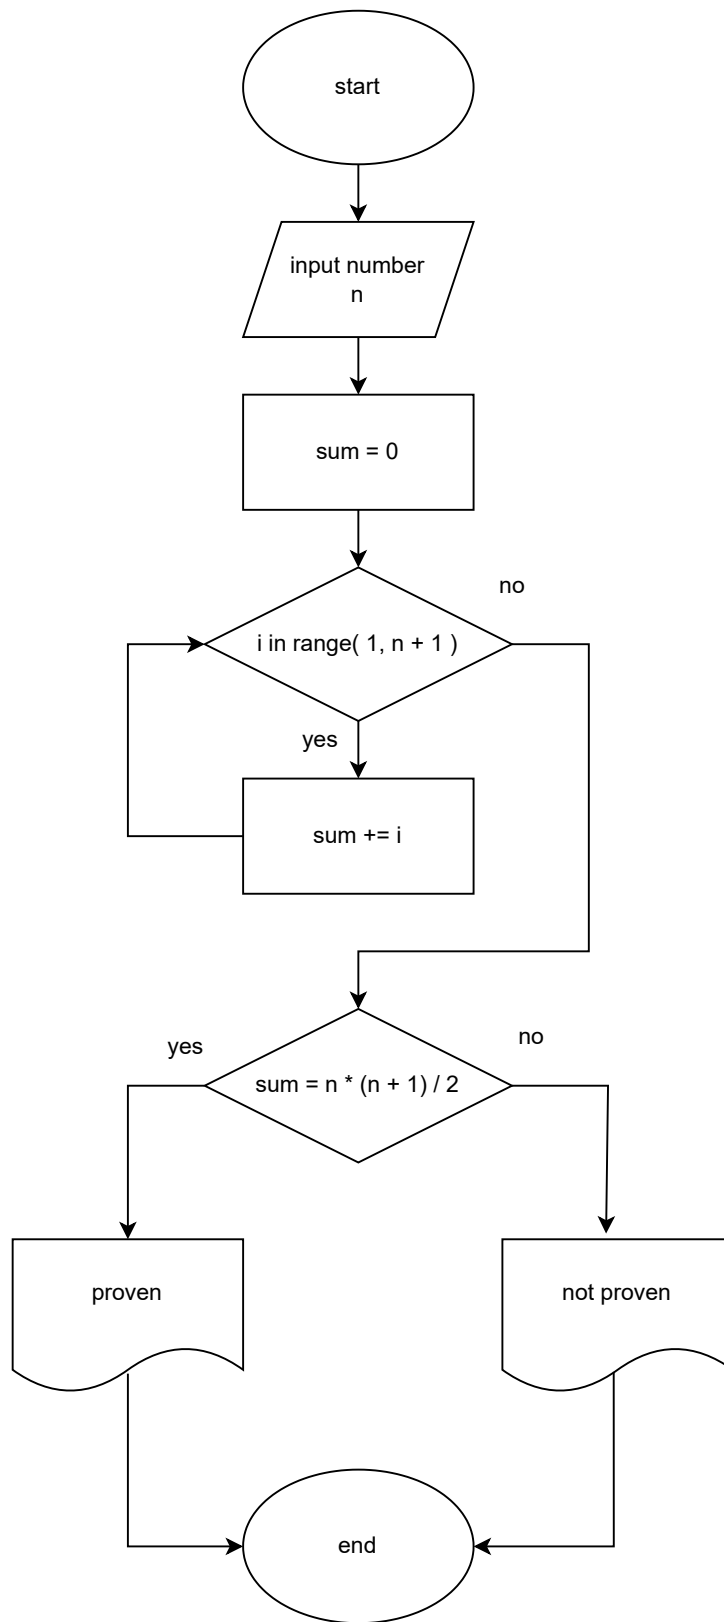 start
input number
n
sum = 0
no
i in range( 1, n + 1 )
yes
sum += i
yes
no
sum = n * (n + 1) / 2
proven
not proven
end